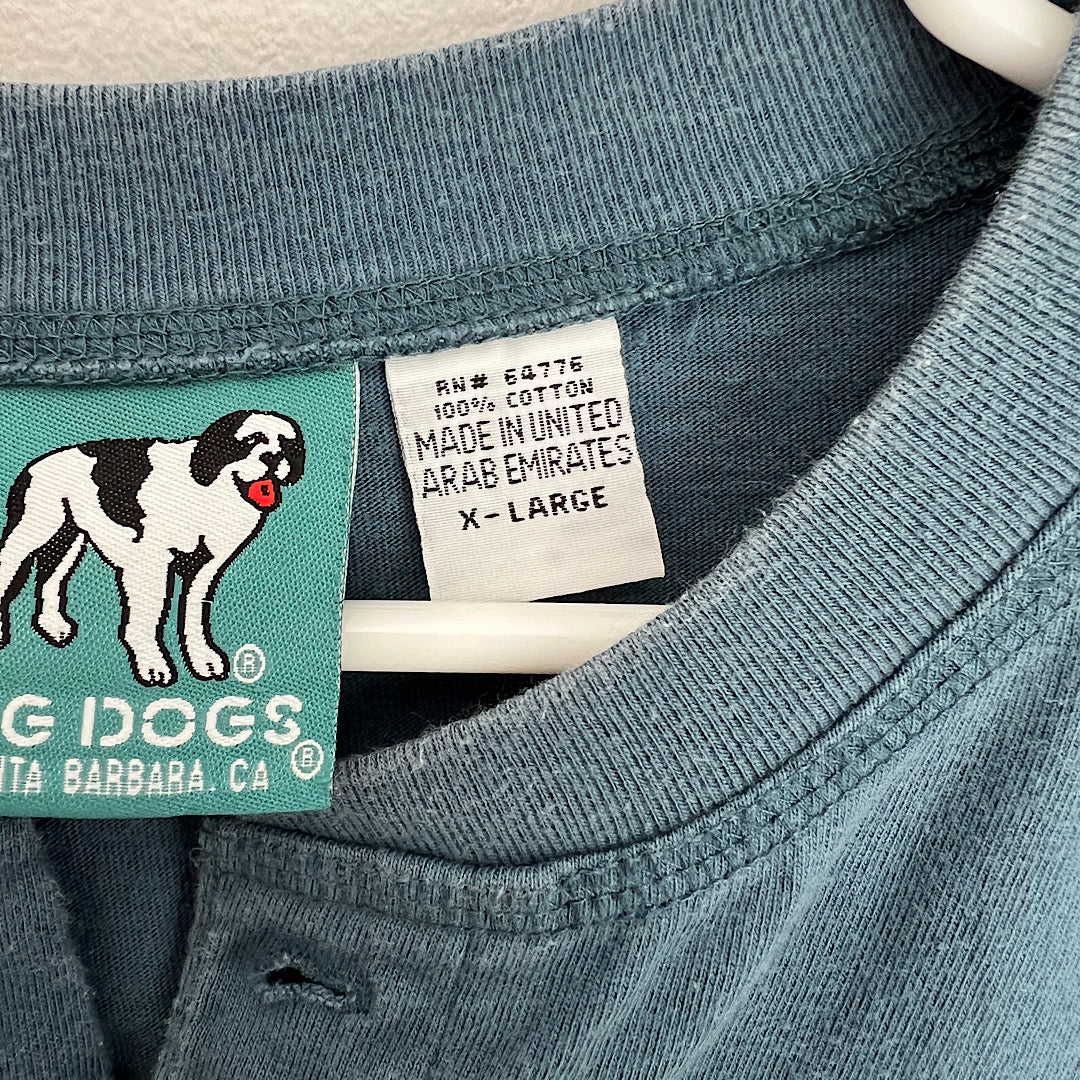 RN# 64776
100% COTTON
MADE IN UNITED
ARAB EMIRATES
X-LARGE
®
G DOGS®
TA BARBARA. CA